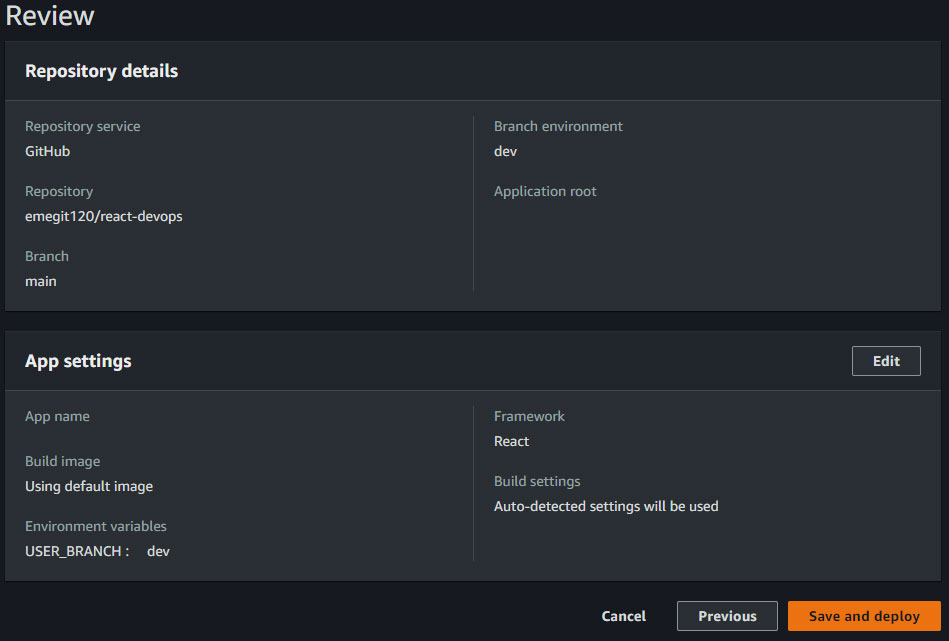 Review
Repository details
Repository service
GitHub
Repository
emegit120/react-devops
Branch
main
Branch environment
dev
Application root
App settings
Edit
App name
Build image
Using default image
Environment variables
USER_BRANCH : dev
Framework
React
Build settings
Auto-detected settings will be used
Cancel
Previous
Save and deploy